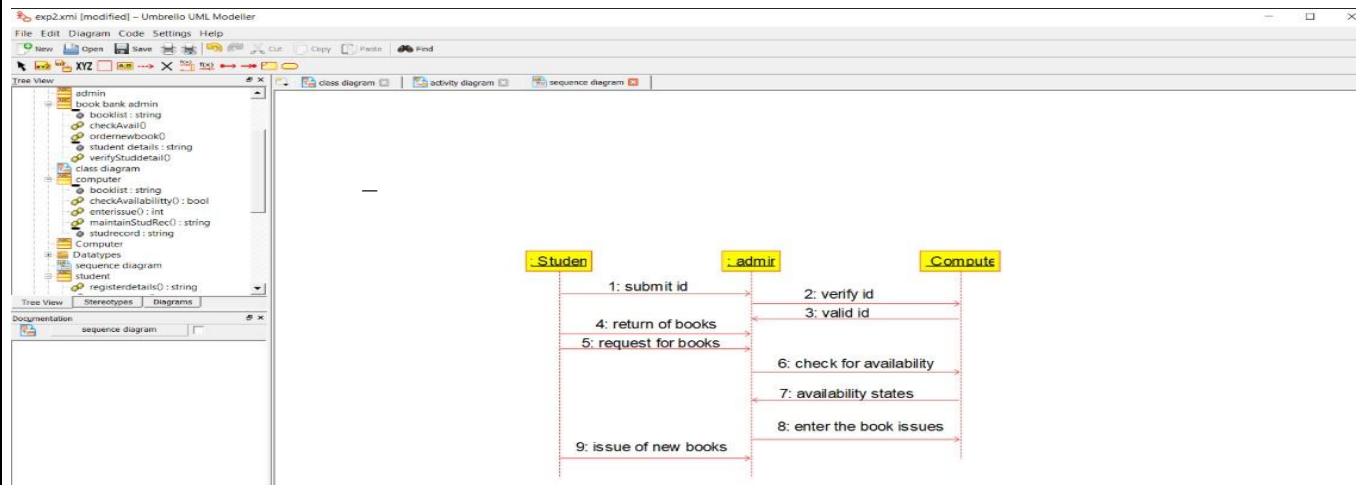 exp2.xmi [modified] – Umbrello UML Modeller
File Edit Diagram Code Settings Help
New Open Save Cut Copy Paste Find
XYZ
Tree View
class diagram
activity diagram
sequence diagram
admin
book bank admin
booklist : string
checkAvail()
ordernewbook()
student details : string
verifyStuddetail()
class diagram
computer
booklist : string
checkAvailabilitty() : bool
enterissue() : int
maintainStudRec() : string
studrecord : string
Computer
Datatypes
sequence diagram
student
registerdetails() : string
Tree View Stereotypes Diagrams
Documentation
sequence diagram
: Studen
: admir
Compute
1: submit id
2: verify id
3: valid id
4: return of books
5: request for books
6: check for availability
7: availability states
8: enter the book issues
9: issue of new books